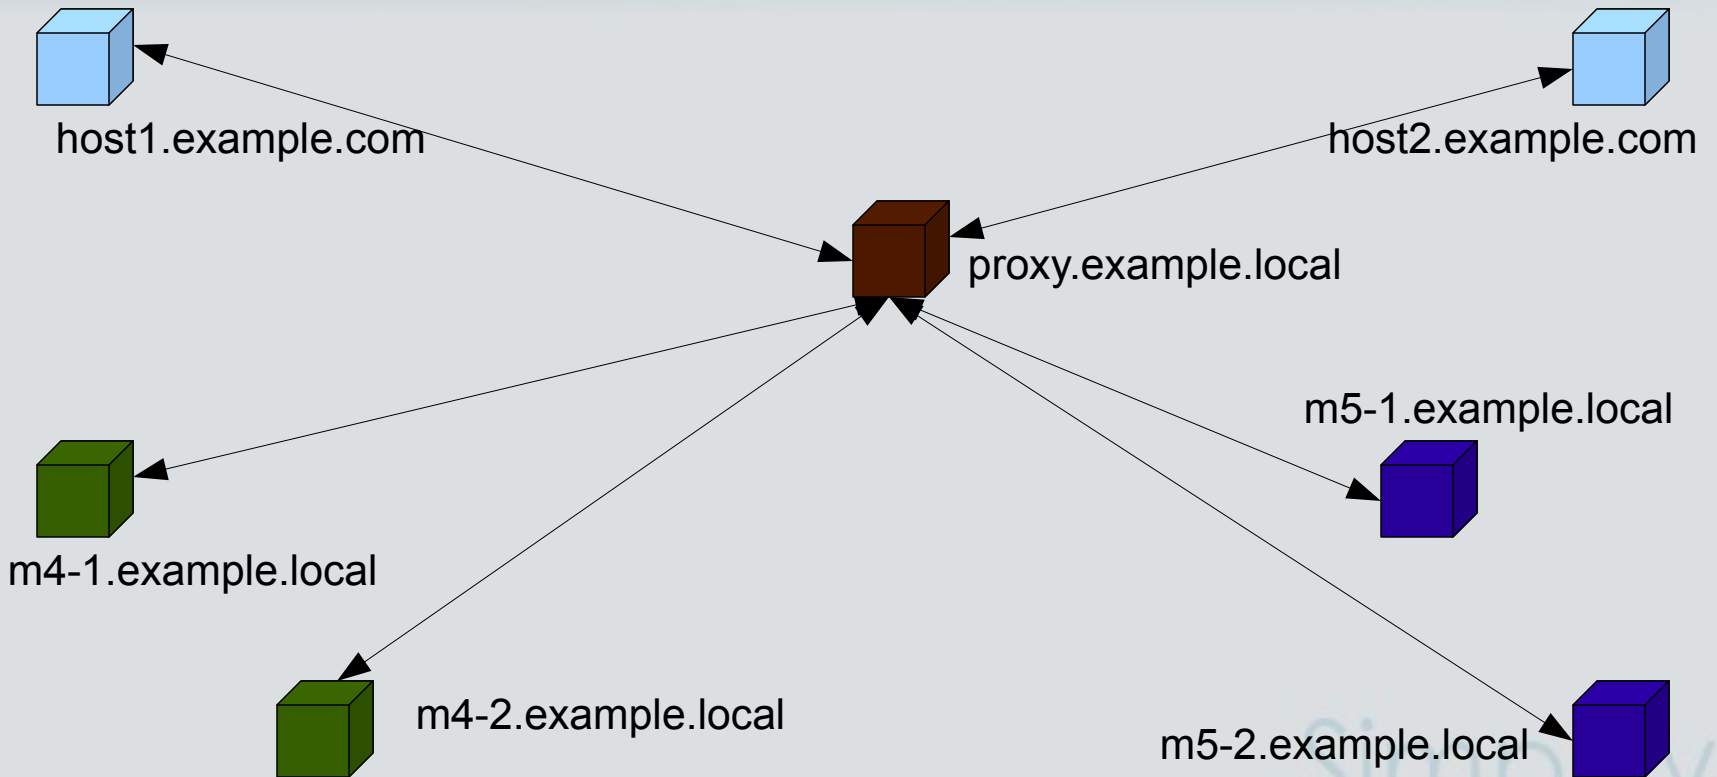 host1.example.com
host2.example.com
proxy.example.local
m5-1.example.local
m4-1.example.local
m4-2.example.local
m5-2.example.local